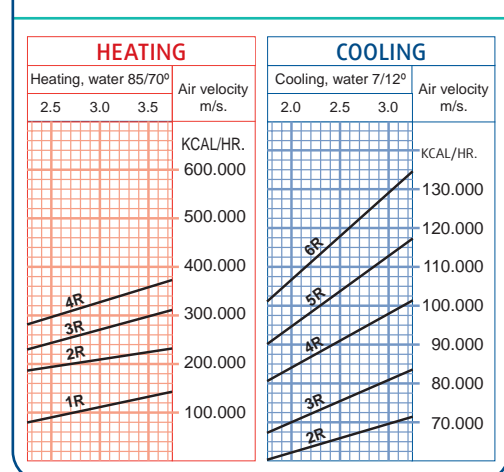 HEATING
Heating, water 85/70º
Air velocity
m/s.
2.5 3.0 3.5
KCAL/HR.
600.000
500.000
400.000
300.000
200.000
100.000
4R
3R
2R
1R
COOLING
Cooling, water 7/12º
Air velocity
m/s.
2.0 2.5 3.0
KCAL/HR.
130.000
120.000
110.000
100.000
90.000
80.000
70.000
6R
5R
4R
3R
2R